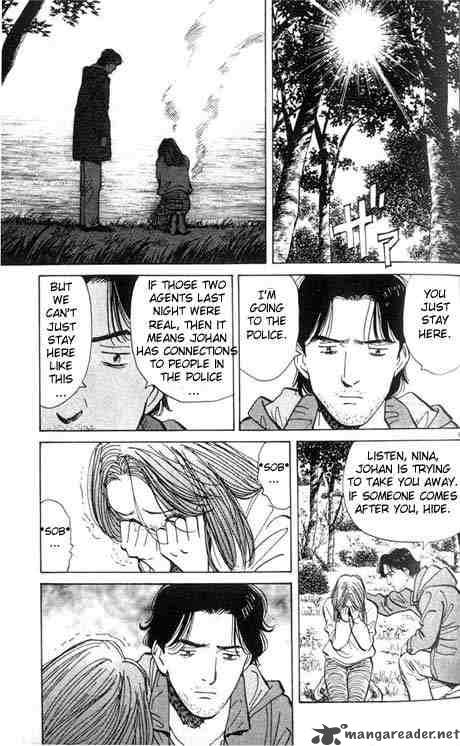 ザァ
YOU
JUST
STAY
HERE.
I'M
GOING
TO THE
POLICE.
IF THOSE TWO
AGENTS LAST
NIGHT WERE
REAL, THEN IT
MEANS JOHAN
HAS CONNECTIONS
TO PEOPLE IN
THE POLICE
...
BUT
WE
CAN'T
JUST
STAY
HERE
LIKE
THIS
...
LISTEN, NINA,
JOHAN IS TRYING
TO TAKE YOU AWAY.
IF SOMEONE COMES
AFTER YOU, HIDE.
*SOB*
...
*SOB*
...
mangareader.net